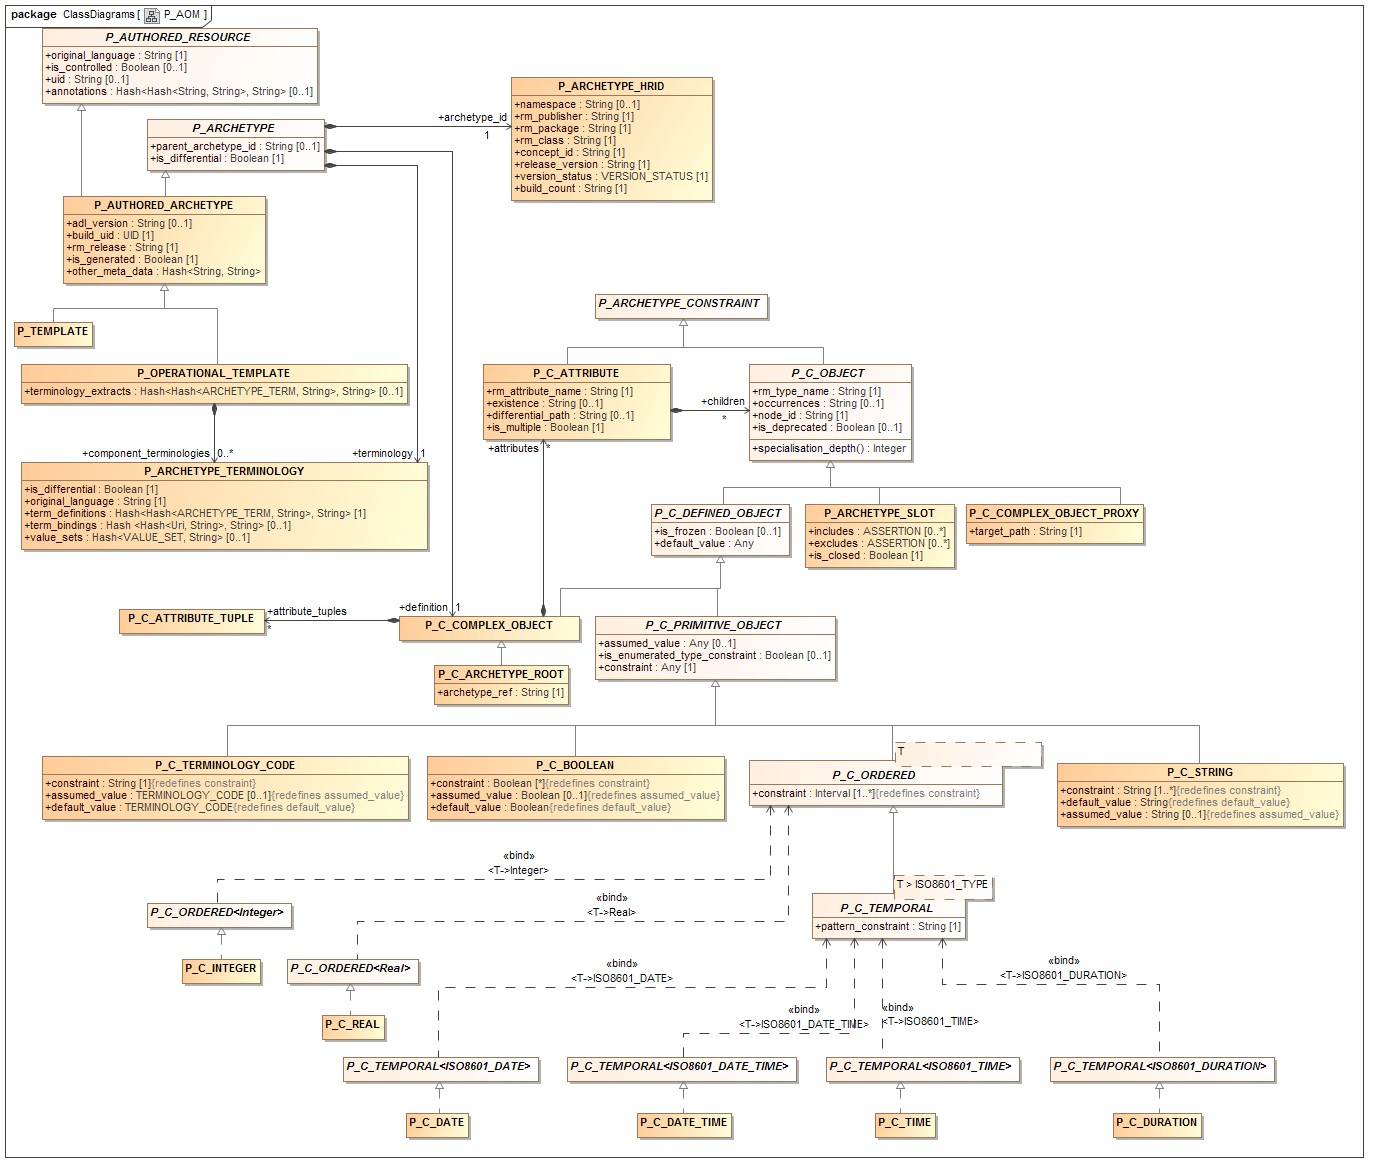 package ClassDiagrams [ P_AOM ]
P_AUTHORED_RESOURCE
+original_language : String [1]
+is_controlled : Boolean [0..1]
+uid : String [0..1]
+annotations : Hash<Hash<String, String>, String> [0..1]
P_ARCHETYPE_HRID
+namespace : String [0..1]
+rm_publisher : String [1]
+rm_package : String [1]
+rm_class : String [1]
+concept_id : String [1]
+release_version : String [1]
+version_status : VERSION_STATUS [1]
+build_count : String [1]
+archetype_id
1
P_ARCHETYPE
+parent_archetype_id : String [0..1]
+is_differential : Boolean [1]
P_AUTHORED_ARCHETYPE
+adl_version : String [0..1]
+build_uid : UID [1]
+rm_release : String [1]
+is_generated : Boolean [1]
+other_meta_data : Hash<String, String>
P_TEMPLATE
P_OPERATIONAL_TEMPLATE
+terminology_extracts : Hash<Hash<ARCHETYPE_TERM, String>, String> [0..1]
+component_terminologies 0..*
+terminology 1
P_ARCHETYPE_TERMINOLOGY
+is_differential : Boolean [1]
+original_language : String [1]
+term_definitions : Hash<Hash<ARCHETYPE_TERM, String>, String> [1]
+term_bindings : Hash <Hash<Uri, String>, String> [0..1]
+value_sets : Hash<VALUE_SET, String> [0..1]
P_ARCHETYPE_CONSTRAINT
P_C_ATTRIBUTE
+rm_attribute_name : String [1]
+existence : String [0..1]
+differential_path : String [0..1]
+is_multiple : Boolean [1]
+children
*
P_C_OBJECT
+rm_type_name : String [1]
+occurrences : String [0..1]
+node_id : String [1]
+is_deprecated : Boolean [0..1]
+specialisation_depth() : Integer
+attributes *
P_C_DEFINED_OBJECT
+is_frozen : Boolean [0..1]
+default_value : Any
P_ARCHETYPE_SLOT
+includes : ASSERTION [0..*]
+excludes : ASSERTION [0..*]
+is_closed : Boolean [1]
P_C_COMPLEX_OBJECT_PROXY
+target_path : String [1]
P_C_ATTRIBUTE_TUPLE
+attribute_tuples
*
+definition 1
P_C_COMPLEX_OBJECT
P_C_ARCHETYPE_ROOT
+archetype_ref : String [1]
P_C_PRIMITIVE_OBJECT
+assumed_value : Any [0..1]
+is_enumerated_type_constraint : Boolean [0..1]
+constraint : Any [1]
P_C_TERMINOLOGY_CODE
+constraint : String [1]{redefines constraint}
+assumed_value : TERMINOLOGY_CODE [0..1]{redefines assumed_value}
+default_value : TERMINOLOGY_CODE{redefines default_value}
P_C_BOOLEAN
+constraint : Boolean [*]{redefines constraint}
+assumed_value : Boolean [0..1]{redefines assumed_value}
+default_value : Boolean{redefines default_value}
T
P_C_ORDERED
+constraint : Interval [1..*]{redefines constraint}
P_C_STRING
+constraint : String [1..*]{redefines constraint}
+default_value : String{redefines default_value}
+assumed_value : String [0..1]{redefines assumed_value}
«bind»
<T->Integer>
«bind»
<T->Real>
T > ISO8601_TYPE
P_C_TEMPORAL
+pattern_constraint : String [1]
P_C_ORDERED<Integer>
P_C_INTEGER
P_C_ORDERED<Real>
P_C_REAL
«bind»
<T->ISO8601_DATE>
«bind»
<T->ISO8601_DATE_TIME>
«bind»
<T->ISO8601_TIME>
«bind»
<T->ISO8601_DURATION>
P_C_TEMPORAL<ISO8601_DATE>
P_C_TEMPORAL<ISO8601_DATE_TIME>
P_C_TEMPORAL<ISO8601_TIME>
P_C_TEMPORAL<ISO8601_DURATION>
P_C_DATE
P_C_DATE_TIME
P_C_TIME
P_C_DURATION